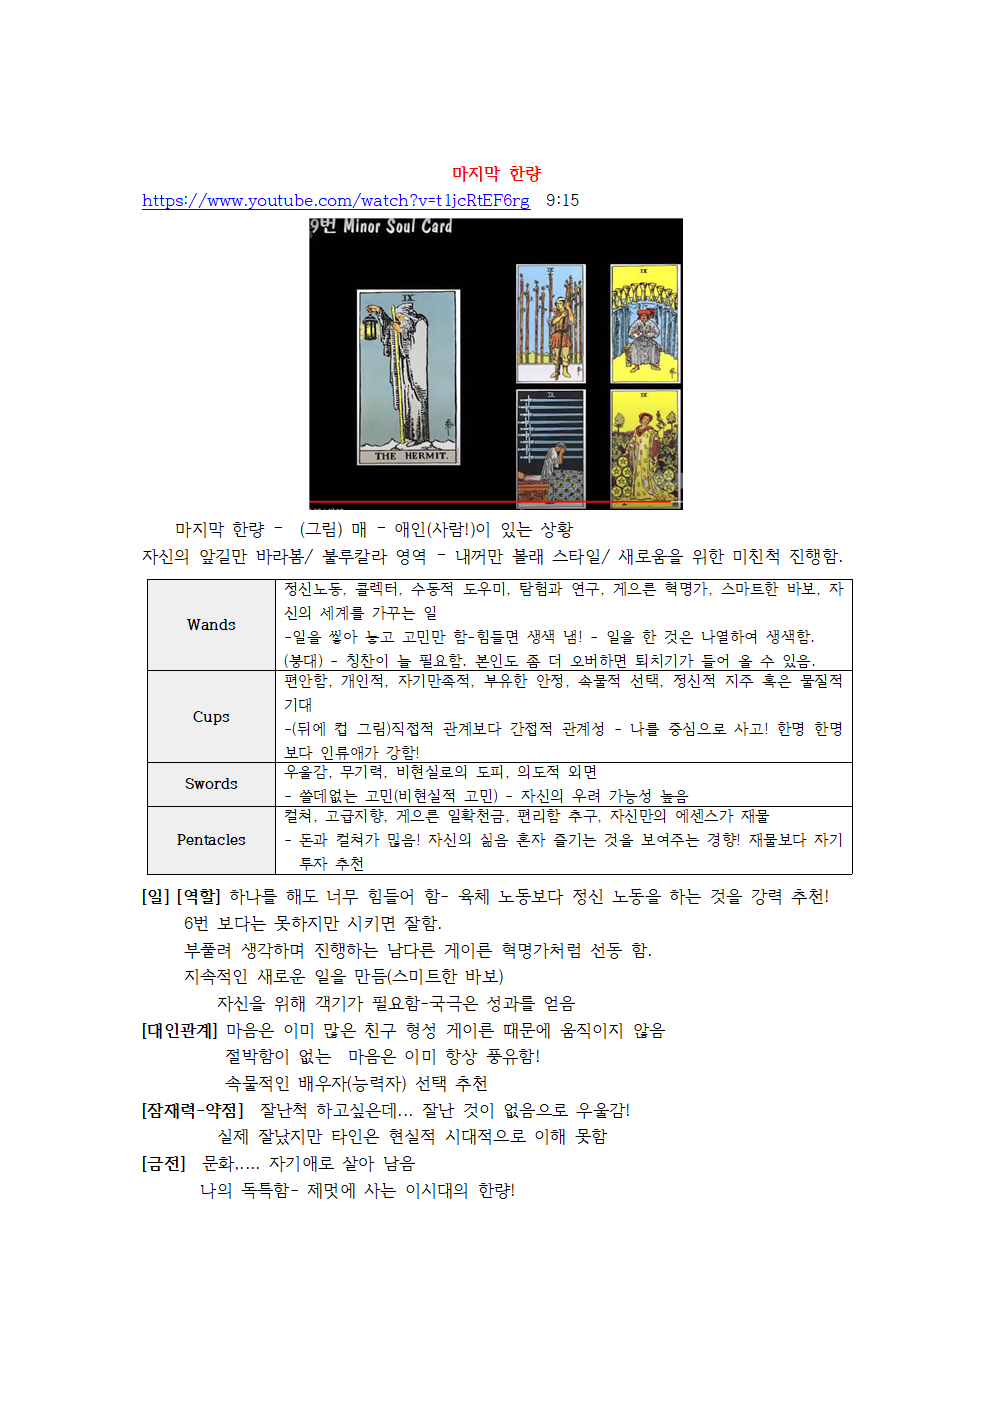 마지막 한량
https://www.youtube.com/watch?v=t1jcRtEF6rg 9:15
9번 Minor Soul Card
IX
IX
IX
THE HERMIT.
IX
IX
마지막 한량 - (그림) 매 - 애인(사람!)이 있는 상황
자신의 앞길만 바라봄/ 불루칼라 영역 - 내꺼만 볼래 스타일/ 새로움을 위한 미친척 진행함.
Wands
정신노동, 콜렉터, 수동적 도우미, 탐험과 연구, 게으른 혁명가, 스마트한 바보, 자
신의 세계를 가꾸는 일
-일을 쌓아 놓고 고민만 함-힘들면 생색 냄! - 일을 한 것은 나열하여 생색함.
(붕대) - 칭찬이 늘 필요함. 본인도 좀 더 오버하면 퇴치기가 들어 올 수 있음.
Cups
편안함, 개인적, 자기만족적, 부유한 안정, 속물적 선택, 정신적 지주 혹은 물질적
기대
-(뒤에 컵 그림)직접적 관계보다 간접적 관계성 - 나를 중심으로 사고! 한명 한명
보다 인류애가 강함!
Swords
우울감, 무기력, 비현실로의 도피, 의도적 외면
- 쓸데없는 고민(비현실적 고민) - 자신의 우려 가능성 높음
Pentacles
컬쳐, 고급지향, 게으른 일확천금, 편리함 추구, 자신만의 에센스가 재물
- 돈과 컬쳐가 많음! 자신의 삶음 혼자 즐기는 것을 보여주는 경향! 재물보다 자기
투자 추천
[일] [역할] 하나를 해도 너무 힘들어 함- 육체 노동보다 정신 노동을 하는 것을 강력 추천!
6번 보다는 못하지만 시키면 잘함.
부풀려 생각하며 진행하는 남다른 게이른 혁명가처럼 선동 함.
지속적인 새로운 일을 만듬(스미트한 바보)
자신을 위해 객기가 필요함-국극은 성과를 얻음
[대인관계] 마음은 이미 많은 친구 형성 게이른 때문에 움직이지 않음
절박함이 없는 마음은 이미 항상 풍유함!
속물적인 배우자(능력자) 선택 추천
[잠재력-약점] 잘난척 하고싶은데... 잘난 것이 없음으로 우울감!
실제 잘났지만 타인은 현실적 시대적으로 이해 못함
[금전] 문화,.... 자기애로 살아 남음
나의 독특함- 제멋에 사는 이시대의 한량!